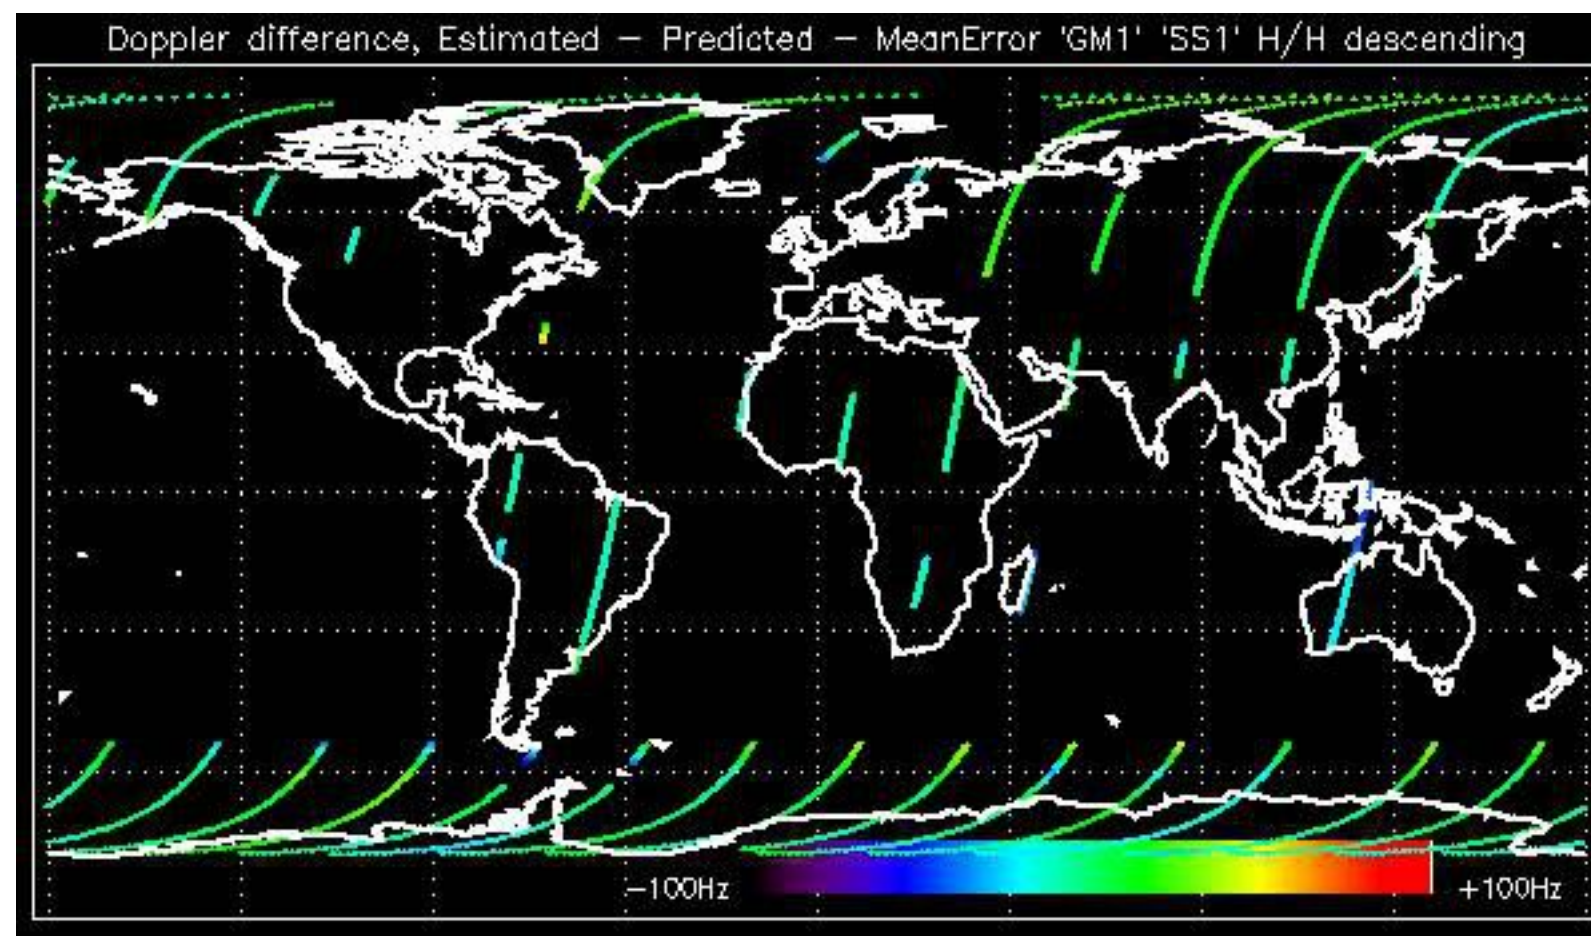 Doppler difference, Estimated − Predicted − MeanError 'GM1' 'SS1' H/H descending
−100Hz
+100Hz